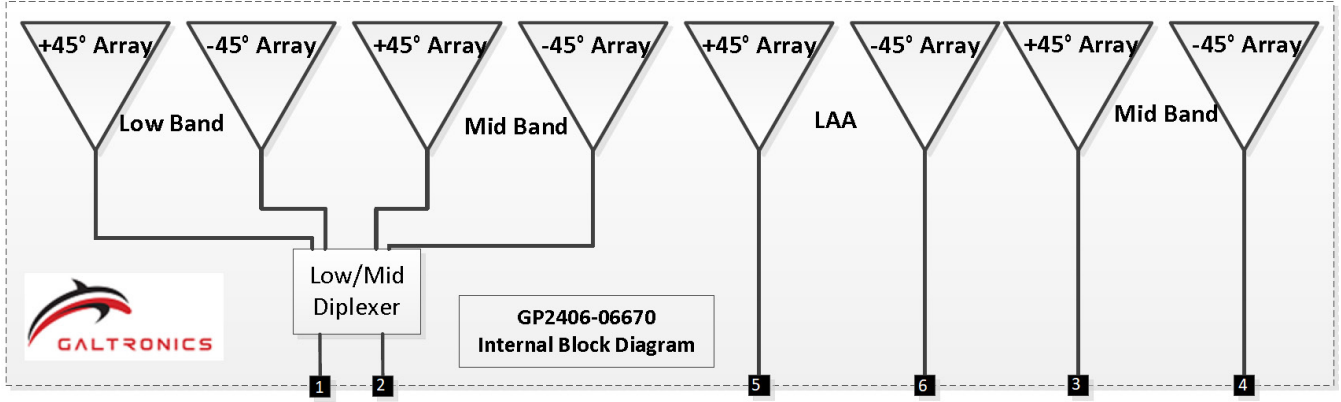 +45° Array -45° Array +45° Array -45° Array +45° Array -45° Array +45° Array -45° Array
Low Band Mid Band LAA Mid Band
Low/Mid
Diplexer
GALTRONICS
GP2406-06670
Internal Block Diagram
1 2 5 6 3 4